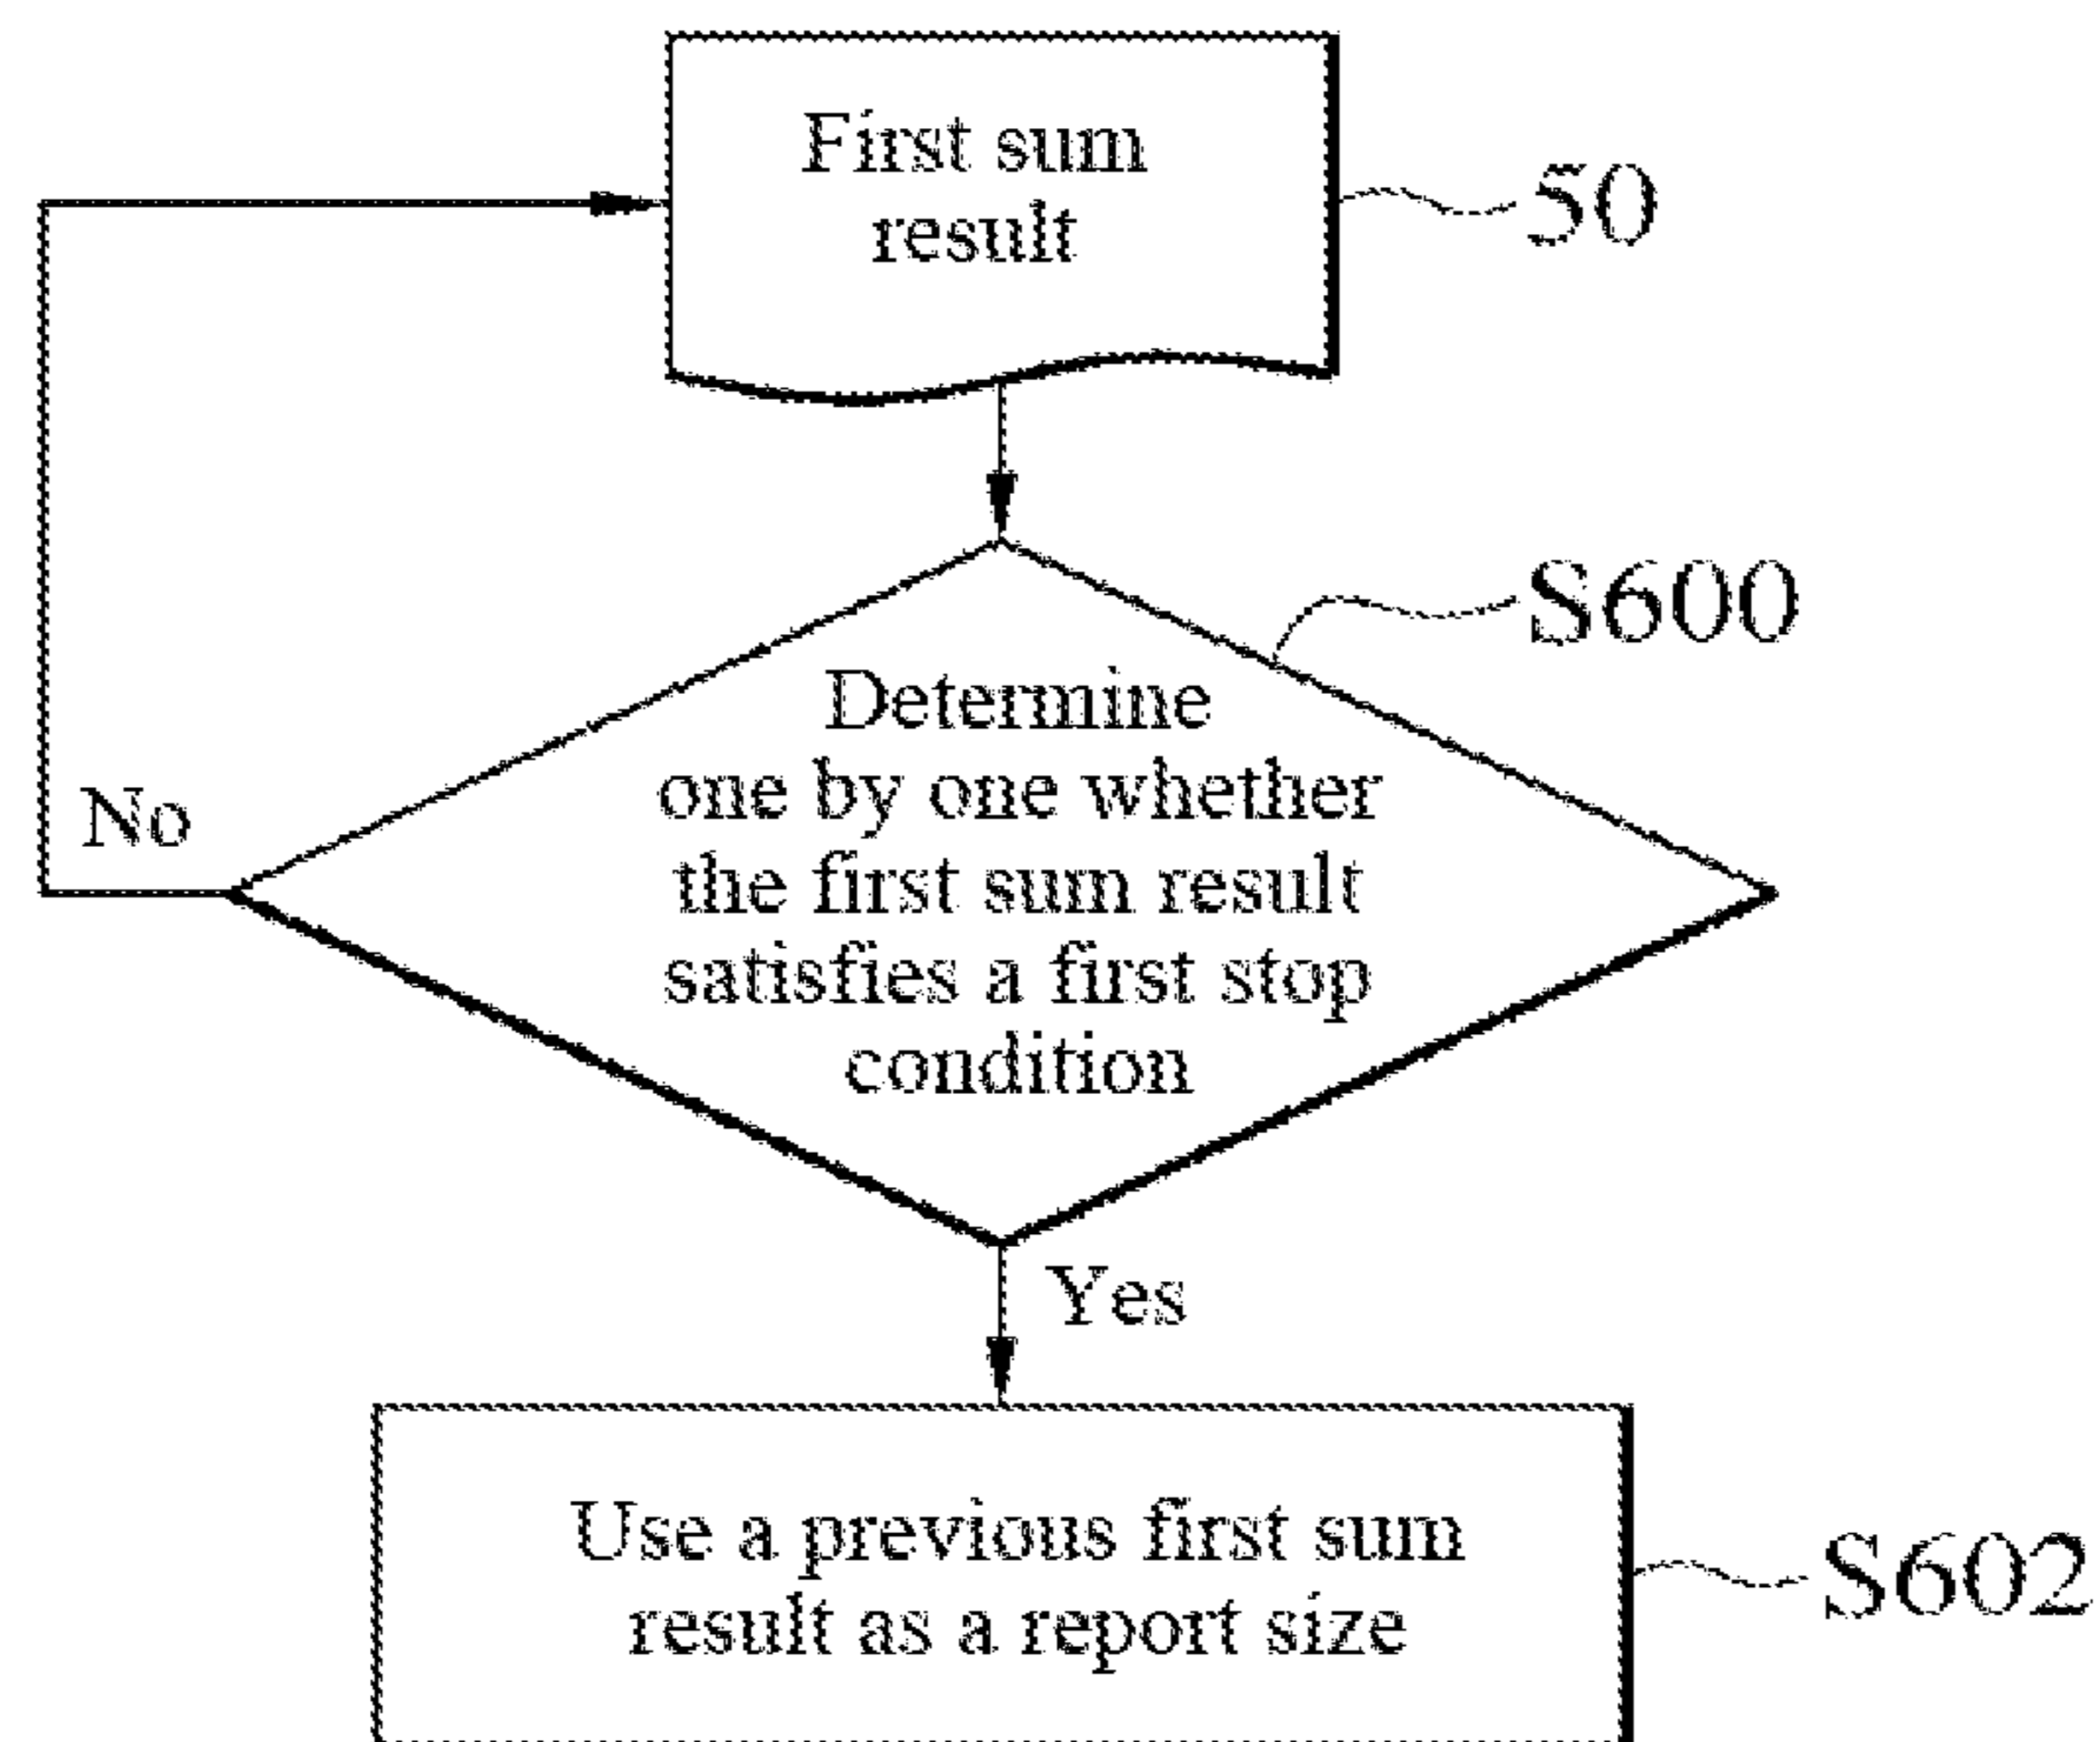 First sum
result
50
S600
Determine
one by one whether
the first sum result
satisfies a first stop
condition
No
Yes
Use a previous first sum
result as a report size
S602